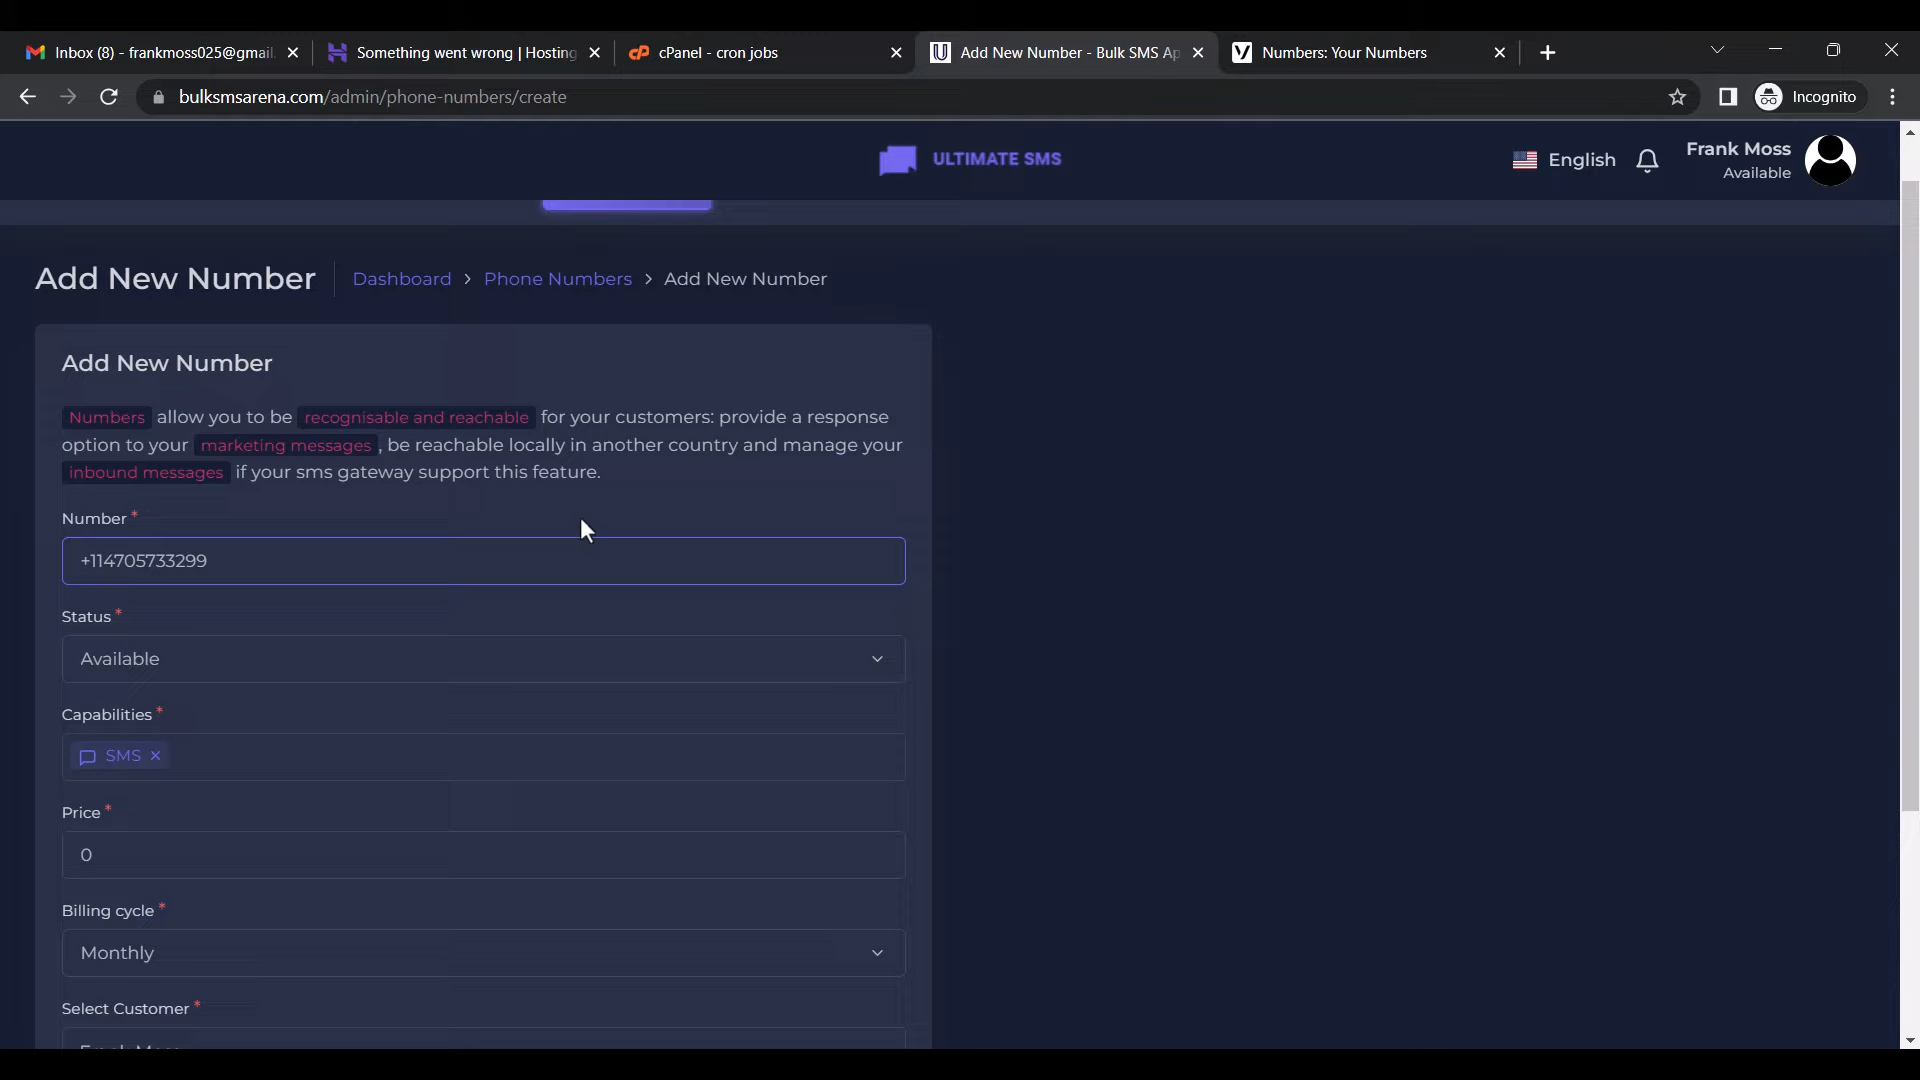 Inbox (8) - frankmoss025@gmail.
Something went wrong | Hosting
cPanel - cron jobs
Add New Number - Bulk SMS Ap
Numbers: Your Numbers
bulksmsarena.com/admin/phone-numbers/create
Incognito
ULTIMATE SMS
English
Frank Moss
Available
Add New Number
Dashboard > Phone Numbers > Add New Number
Add New Number
Numbers allow you to be recognisable and reachable for your customers: provide a response
option to your marketing messages , be reachable locally in another country and manage your
inbound messages if your sms gateway support this feature.
Number *
+114705733299
Status *
Available
Capabilities *
SMS ×
Price *
0
Billing cycle *
Monthly
Select Customer *
Frank Moss